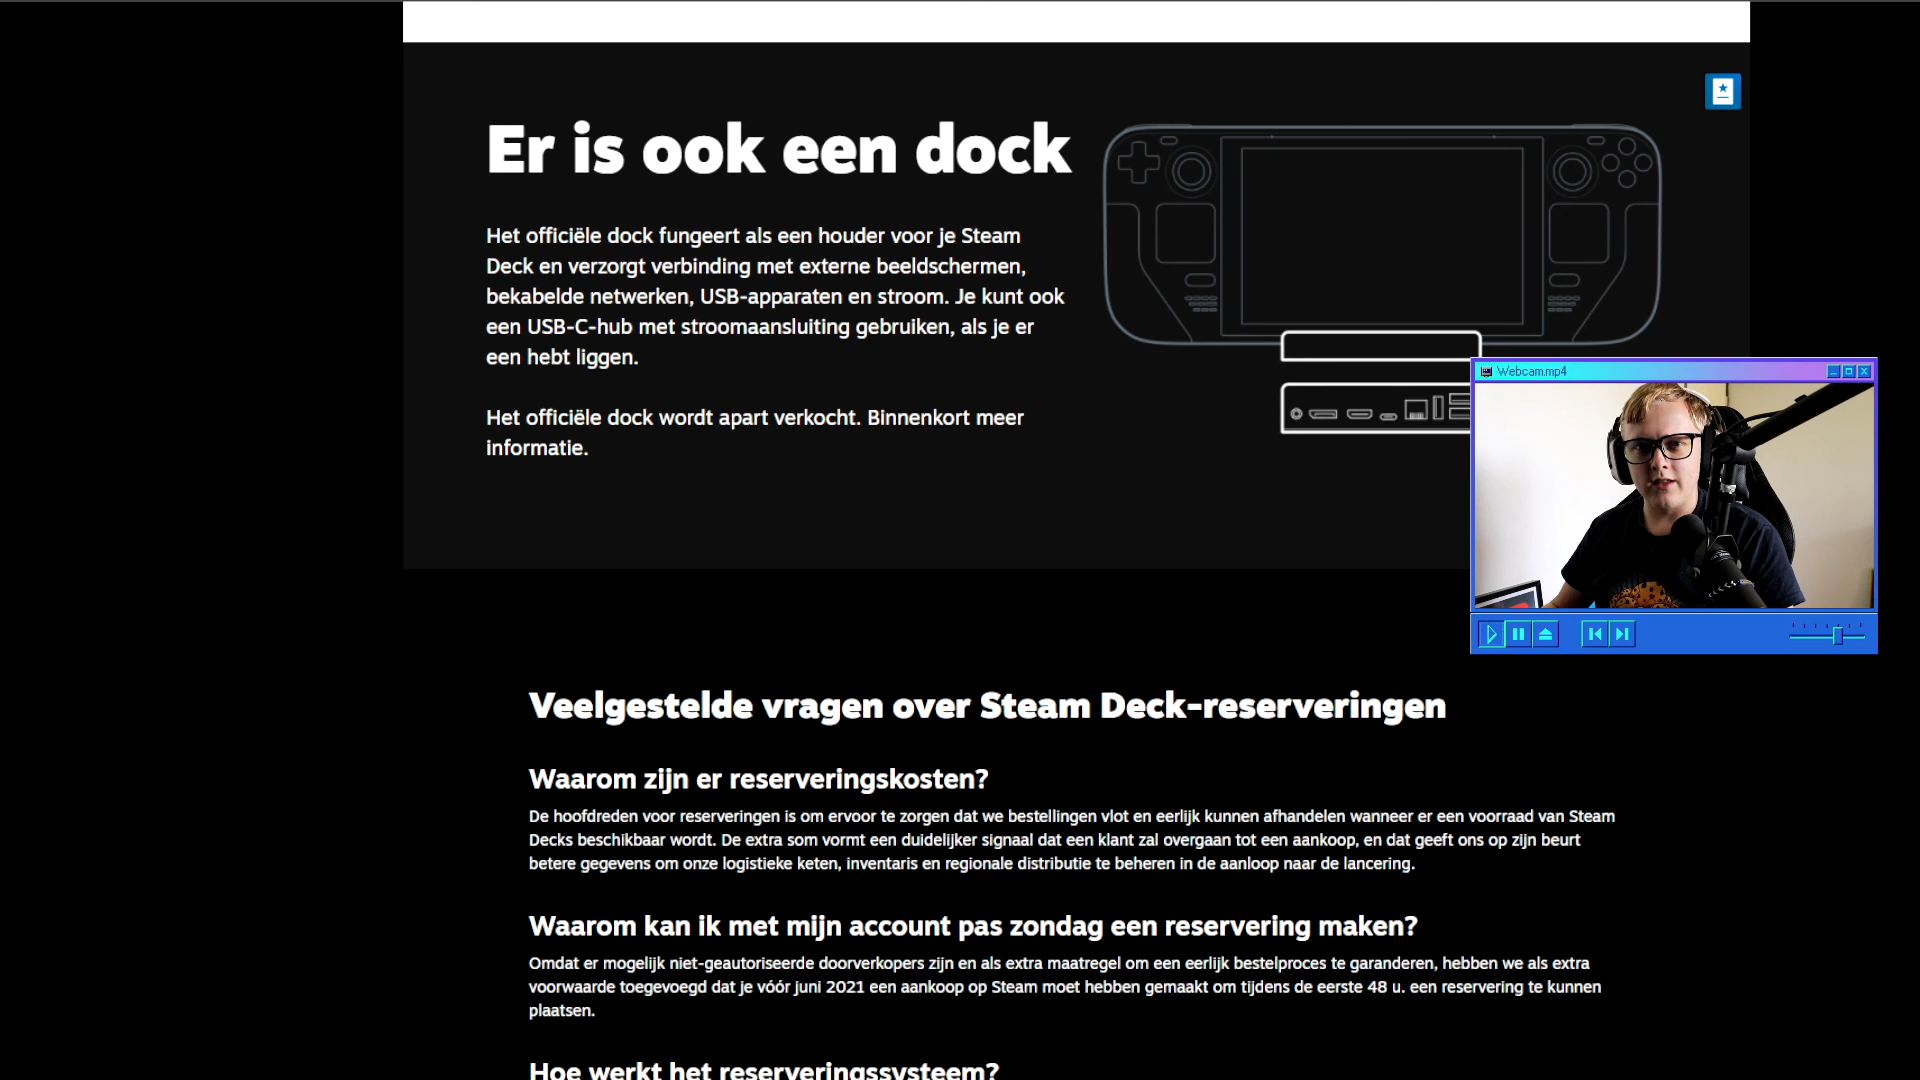 Er is ook een dock
Het officiële dock fungeert als een houder voor je Steam
Deck en verzorgt verbinding met externe beeldschermen,
bekabelde netwerken, USB-apparaten en stroom. Je kunt ook
een USB-C-hub met stroomaansluiting gebruiken, als je er
een hebt liggen.
Het officiële dock wordt apart verkocht. Binnenkort meer
informatie.
Webcam.mp4
Veelgestelde vragen over Steam Deck-reserveringen
Waarom zijn er reserveringskosten?
De hoofdreden voor reserveringen is om ervoor te zorgen dat we bestellingen vlot en eerlijk kunnen afhandelen wanneer er een voorraad van Steam
Decks beschikbaar wordt. De extra som vormt een duidelijker signaal dat een klant zal overgaan tot een aankoop, en dat geeft ons op zijn beurt
betere gegevens om onze logistieke keten, inventaris en regionale distributie te beheren in de aanloop naar de lancering.
Waarom kan ik met mijn account pas zondag een reservering maken?
Omdat er mogelijk niet-geautoriseerde doorverkopers zijn en als extra maatregel om een eerlijk bestelproces te garanderen, hebben we als extra
voorwaarde toegevoegd dat je vóór juni 2021 een aankoop op Steam moet hebben gemaakt om tijdens de eerste 48 u. een reservering te kunnen
plaatsen.
Hoe werkt het reserveringssysteem?